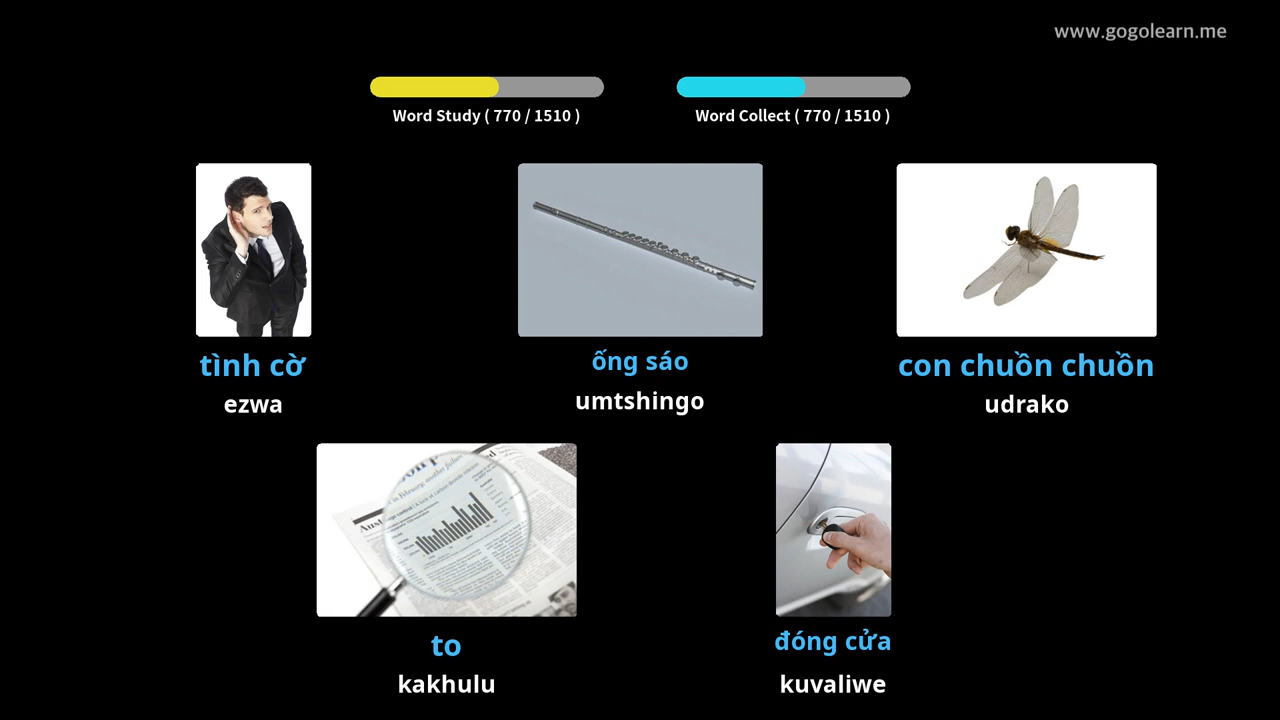 www.gogolearn.me
Word Study ( 770 / 1510 )
Word Collect ( 770 / 1510 )
tình cờ
ezwa
ống sáo
umtshingo
con chuồn chuồn
udrako
to
kakhulu
đóng cửa
kuvaliwe